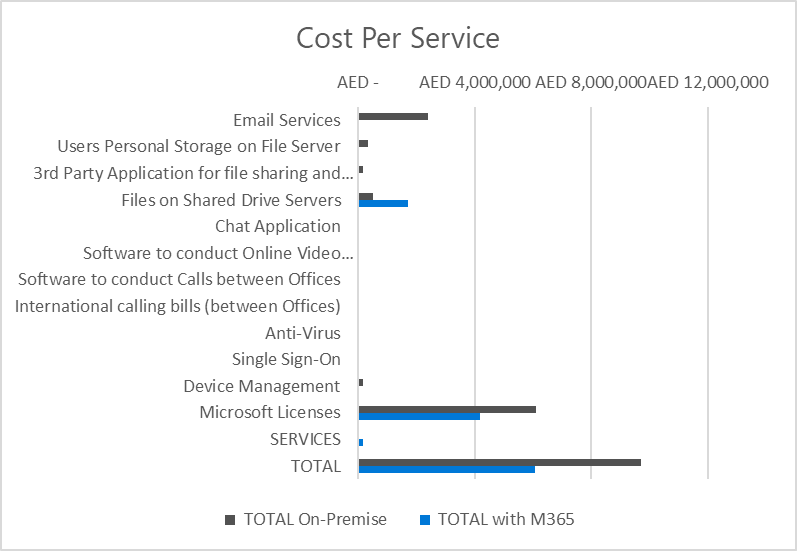 Cost Per Service
AED - AED 4,000,000 AED 8,000,000 AED 12,000,000
Email Services
Users Personal Storage on File Server
3rd Party Application for file sharing and...
Files on Shared Drive Servers
Chat Application
Software to conduct Online Video...
Software to conduct Calls between Offices
International calling bills (between Offices)
Anti-Virus
Single Sign-On
Device Management
Microsoft Licenses
SERVICES
TOTAL
TOTAL On-Premise TOTAL with M365